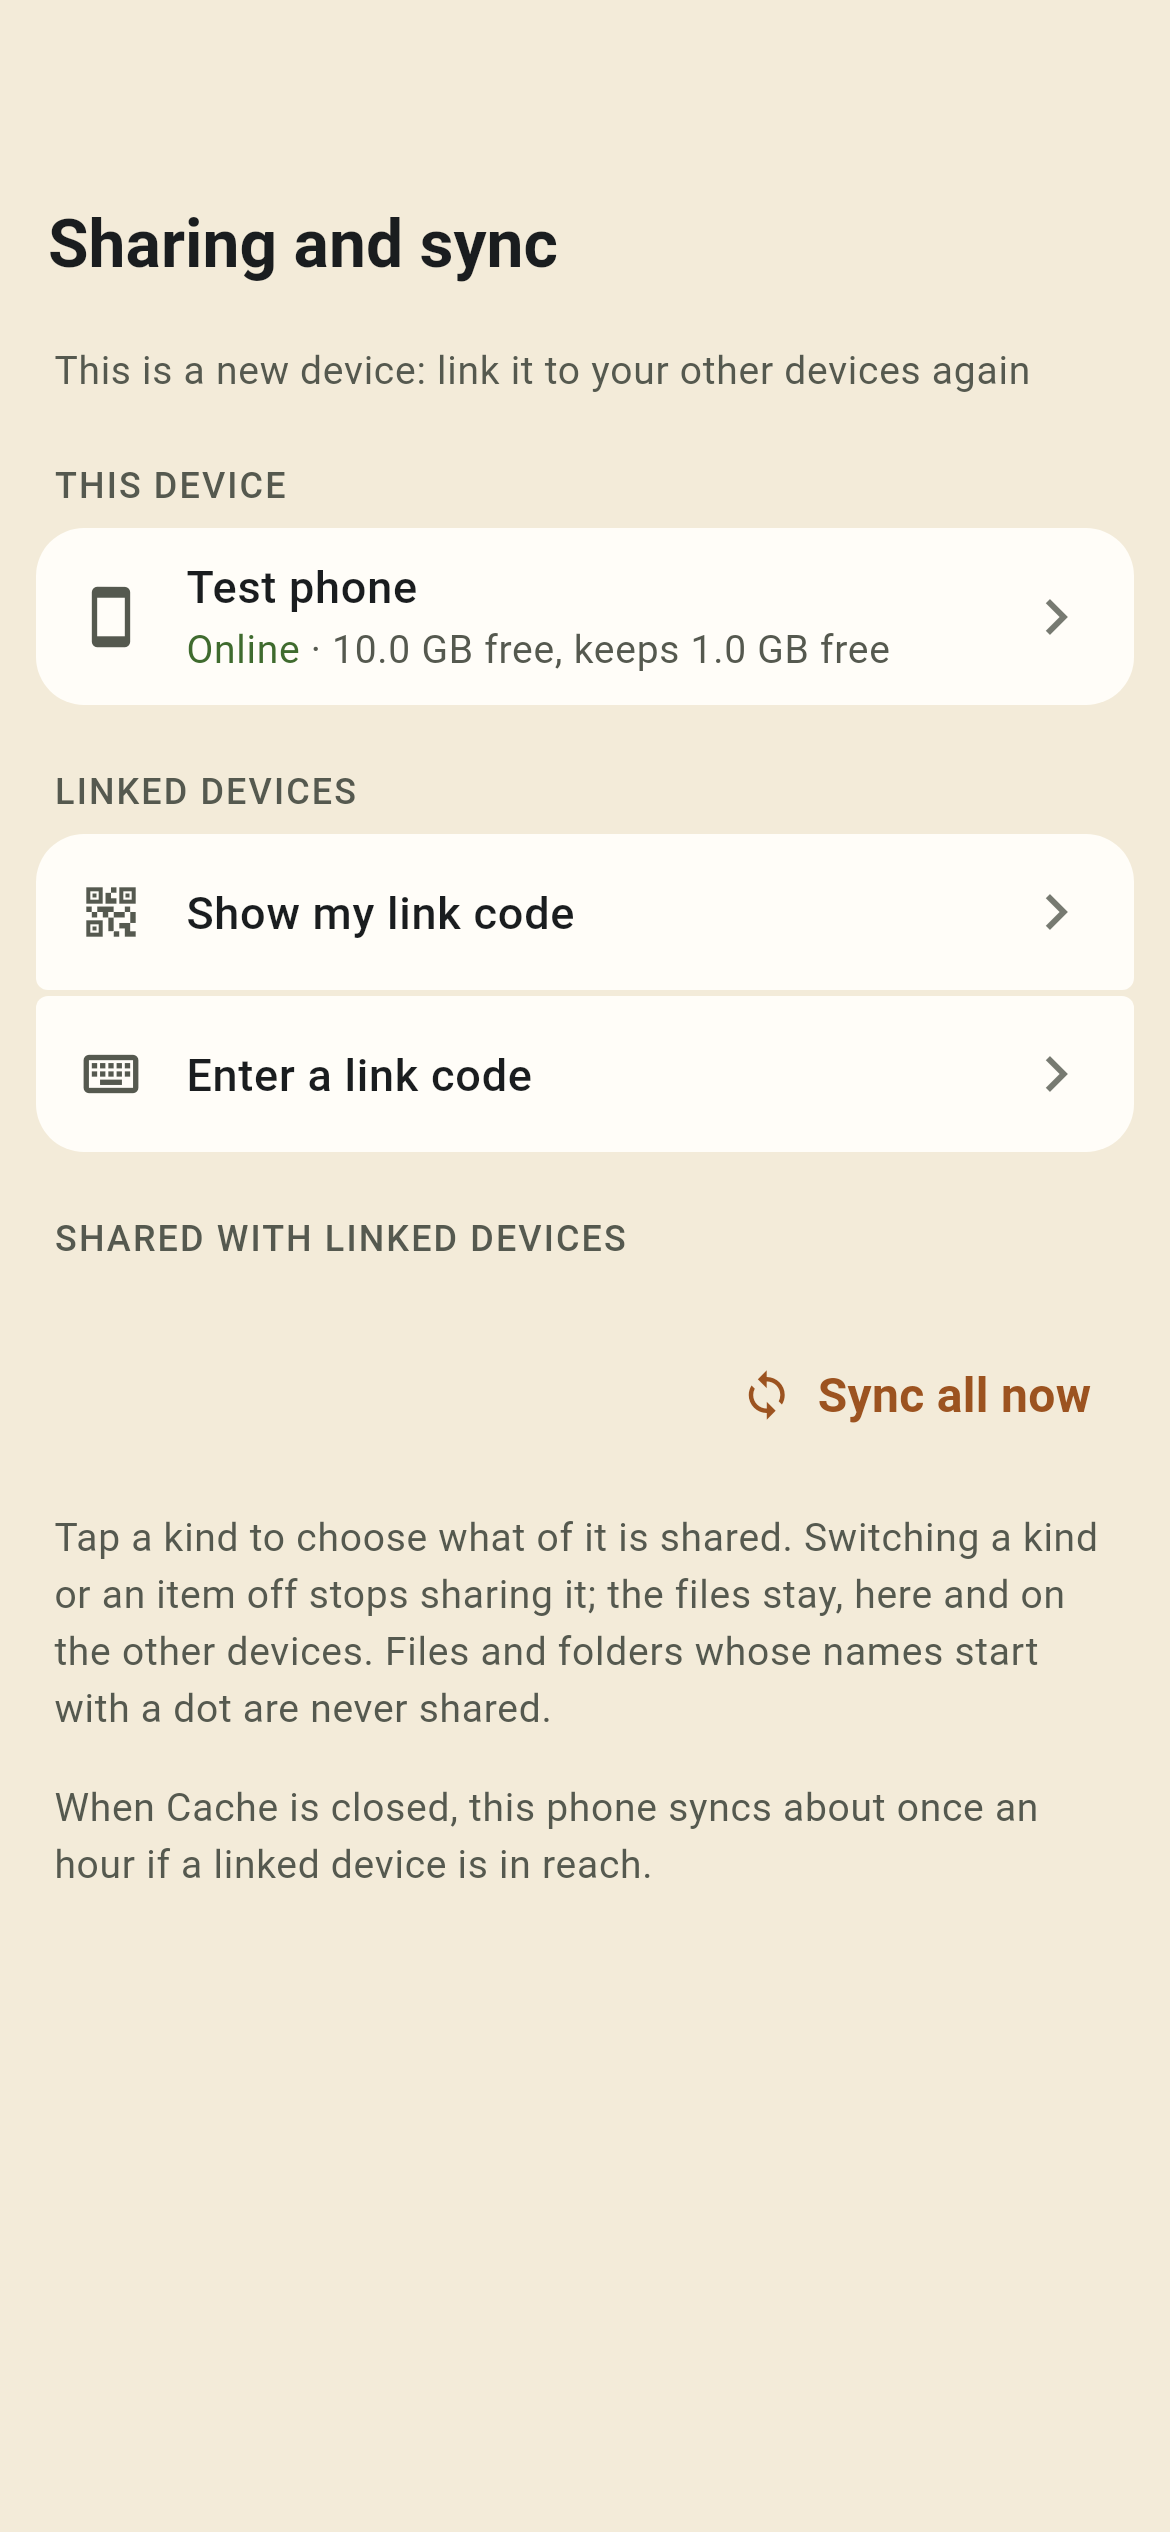 Sharing and sync
This is a new device: link it to your other devices again
THIS DEVICE
Test phone
Online · 10.0 GB free, keeps 1.0 GB free
LINKED DEVICES
Show my link code
Enter a link code
SHARED WITH LINKED DEVICES
Sync all now
Tap a kind to choose what of it is shared. Switching a kind
or an item off stops sharing it; the files stay, here and on
the other devices. Files and folders whose names start
with a dot are never shared.
When Cache is closed, this phone syncs about once an
hour if a linked device is in reach.